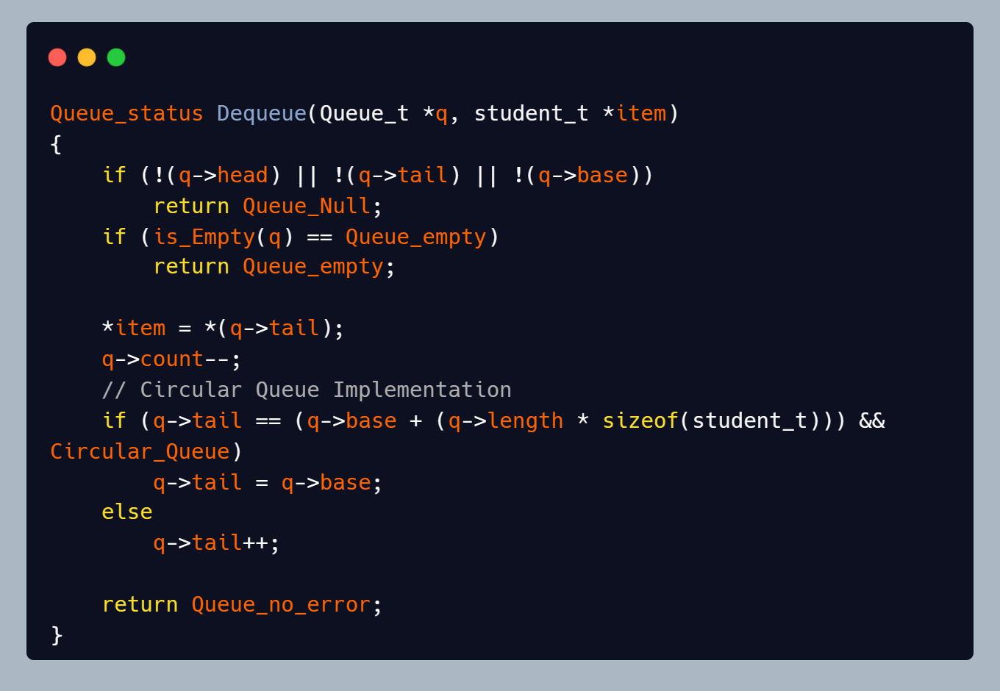 Queue_status Dequeue(Queue_t *q, student_t *item)
{
    if (!(q->head) || !(q->tail) || !(q->base))
        return Queue_Null;
    if (is_Empty(q) == Queue_empty)
        return Queue_empty;

    *item = *(q->tail);
    q->count--;
    // Circular Queue Implementation
    if (q->tail == (q->base + (q->length * sizeof(student_t))) &&
Circular_Queue)
        q->tail = q->base;
    else
        q->tail++;

    return Queue_no_error;
}